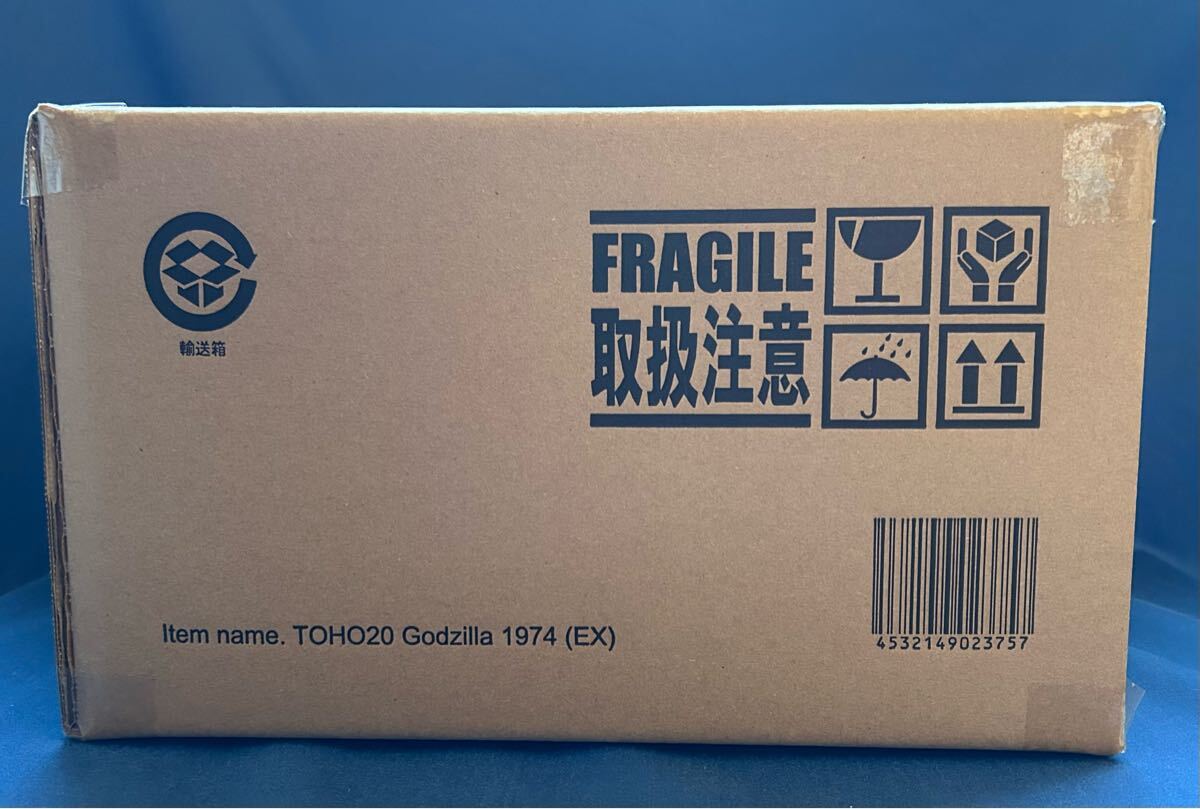 輸送箱
FRAGILE
取扱注意
Item name. TOHO20 Godzilla 1974 (EX)
4532149023757